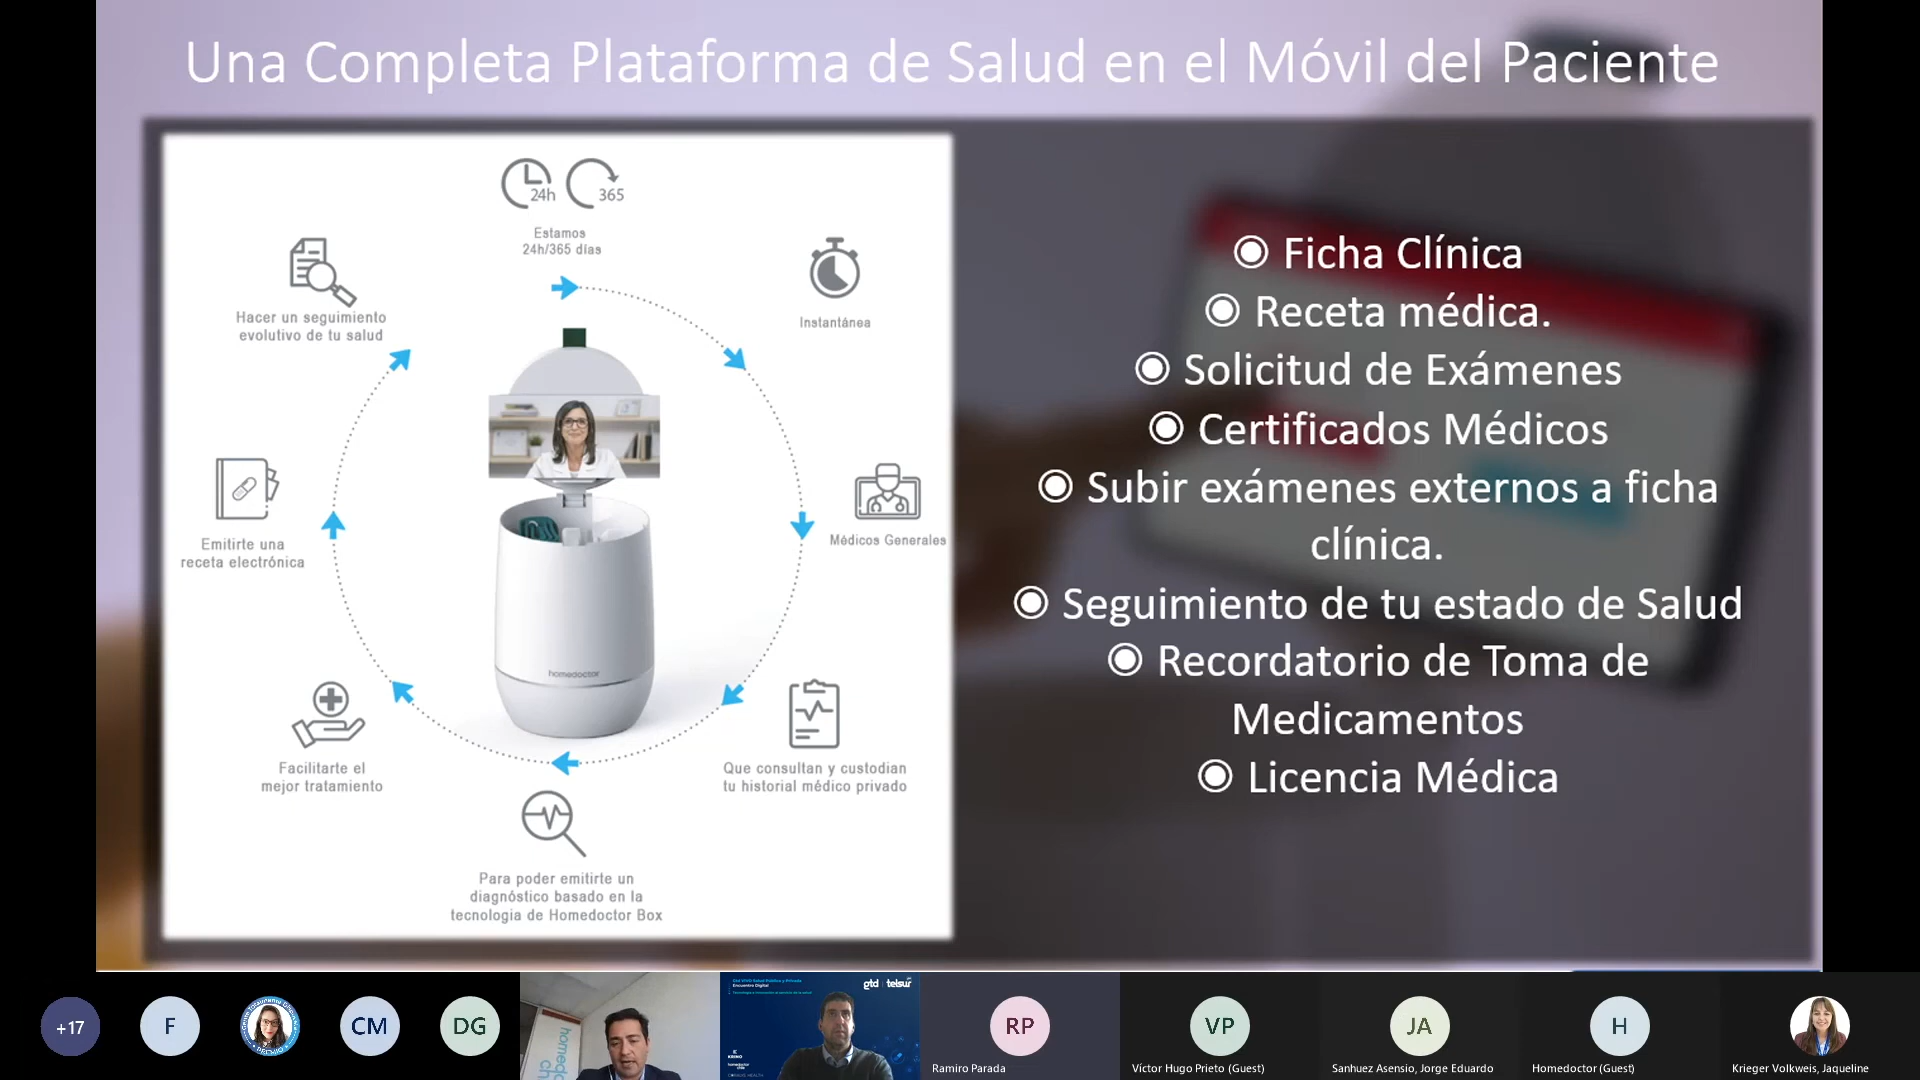 Una Completa Plataforma de Salud en el Móvil del Paciente
24h
365
Estamos
24h/365 días
Instantánea
Médicos Generales
Que consultan y custodian
tu historial médico privado
Para poder emitirte un
diagnóstico basado en la
tecnologia de Homedoctor Box
Facilitarte el
mejor tratamiento
Emitirte una
receta electrónica
Hacer un seguimiento
evolutivo de tu salud
homedoctor
Ficha Clínica
Receta médica.
Solicitud de Exámenes
Certificados Médicos
Subir exámenes externos a ficha
clínica.
Seguimiento de tu estado de Salud
Recordatorio de Toma de
Medicamentos
Licencia Médica
+17
F
CM
DG
gtd
telsur
Encuentro Digital
RP
Ramiro Parada
VP
Víctor Hugo Prieto (Guest)
JA
Sanhuez Asensio, Jorge Eduardo
H
Homedoctor (Guest)
Krieger Volkweis, Jaqueline